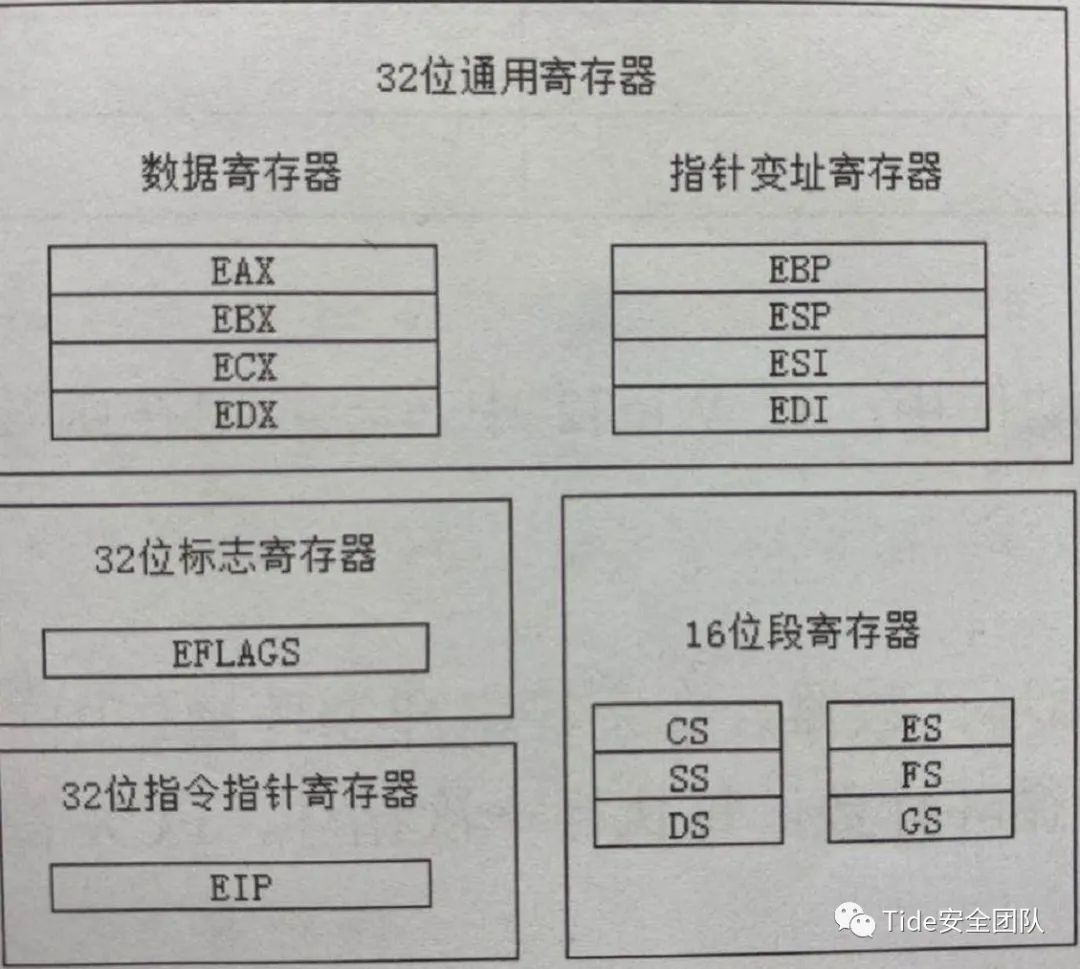 32位通用寄存器
数据寄存器
EAX
EBX
ECX
EDX
指针变址寄存器
EBP
ESP
ESI
EDI
32位标志寄存器
EFLAGS
32位指令指针寄存器
EIP
16位段寄存器
CS
SS
DS
ES
FS
GS
Tide安全团队